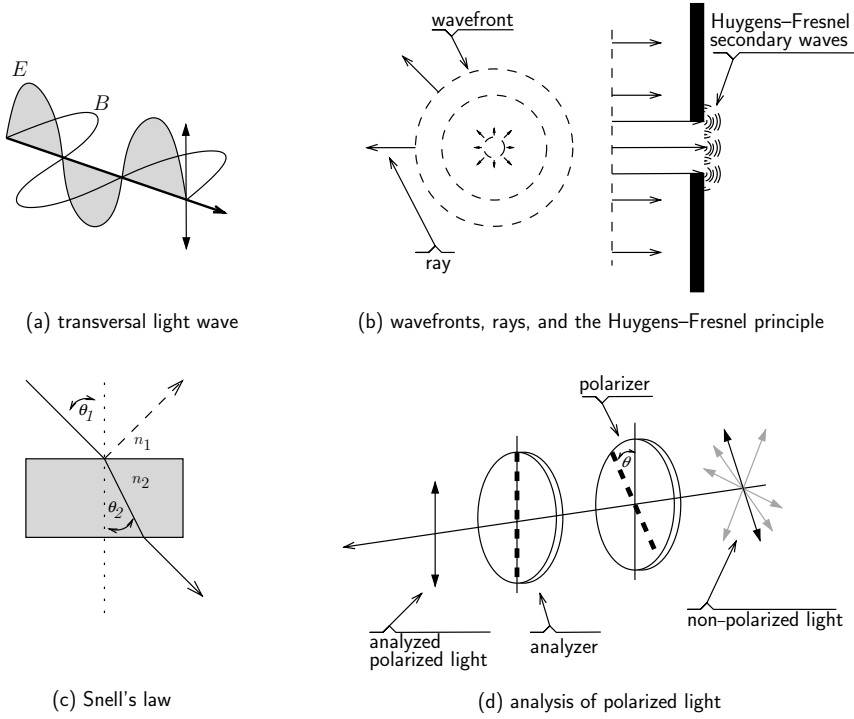 E
B
(a) transversal light wave
wavefront
ray
Huygens–Fresnel
secondary waves
(b) wavefronts, rays, and the Huygens–Fresnel principle
θ1
n1
n2
θ2
(c) Snell's law
polarizer
θ
analyzed
polarized light
analyzer
non-polarized light
(d) analysis of polarized light